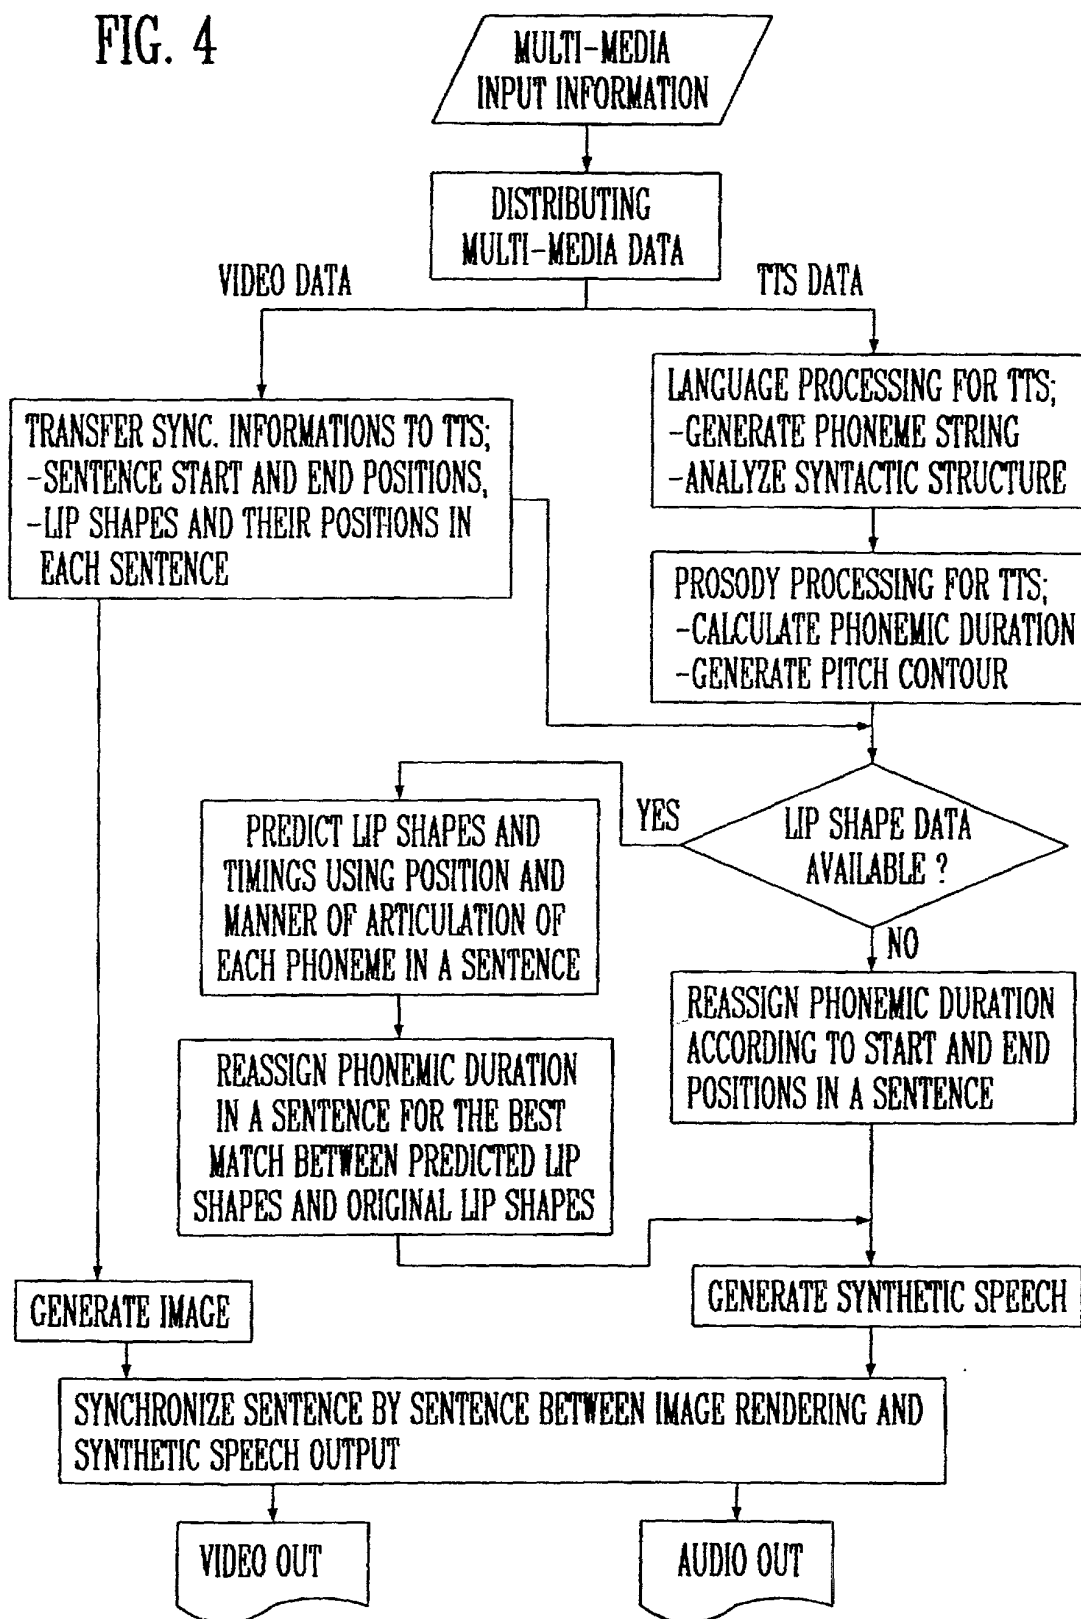 FIG. 4
MULTI-MEDIA
INPUT INFORMATION
DISTRIBUTING
MULTI-MEDIA DATA
VIDEO DATA
TTS DATA
TRANSFER SYNC. INFORMATIONS TO TTS;
-SENTENCE START AND END POSITIONS,
-LIP SHAPES AND THEIR POSITIONS IN
EACH SENTENCE
LANGUAGE PROCESSING FOR TTS;
-GENERATE PHONEME STRING
-ANALYZE SYNTACTIC STRUCTURE
PROSODY PROCESSING FOR TTS;
-CALCULATE PHONEMIC DURATION
-GENERATE PITCH CONTOUR
LIP SHAPE DATA
AVAILABLE ?
YES
NO
PREDICT LIP SHAPES AND
TIMINGS USING POSITION AND
MANNER OF ARTICULATION OF
EACH PHONEME IN A SENTENCE
REASSIGN PHONEMIC DURATION
ACCORDING TO START AND END
POSITIONS IN A SENTENCE
REASSIGN PHONEMIC DURATION
IN A SENTENCE FOR THE BEST
MATCH BETWEEN PREDICTED LIP
SHAPES AND ORIGINAL LIP SHAPES
GENERATE IMAGE
GENERATE SYNTHETIC SPEECH
SYNCHRONIZE SENTENCE BY SENTENCE BETWEEN IMAGE RENDERING AND
SYNTHETIC SPEECH OUTPUT
VIDEO OUT
AUDIO OUT